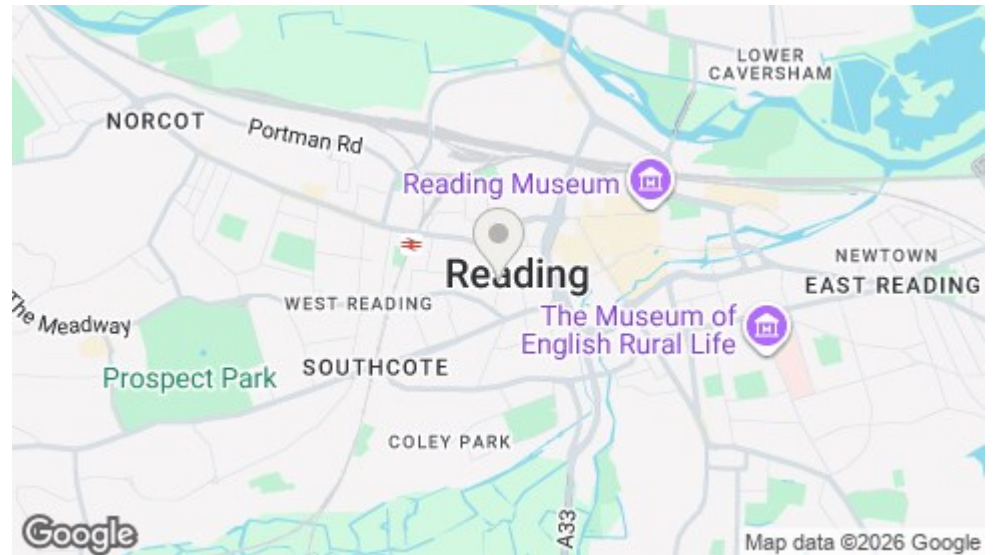 LOWER
CAVERSHAM
NORCOT
Portman Rd
Reading Museum
Reading
NEWTOWN
EAST READING
WEST READING
The Meadway
The Museum of
English Rural Life
SOUTHCOTE
Prospect Park
COLEY PARK
A33
Google
Map data ©2026 Google